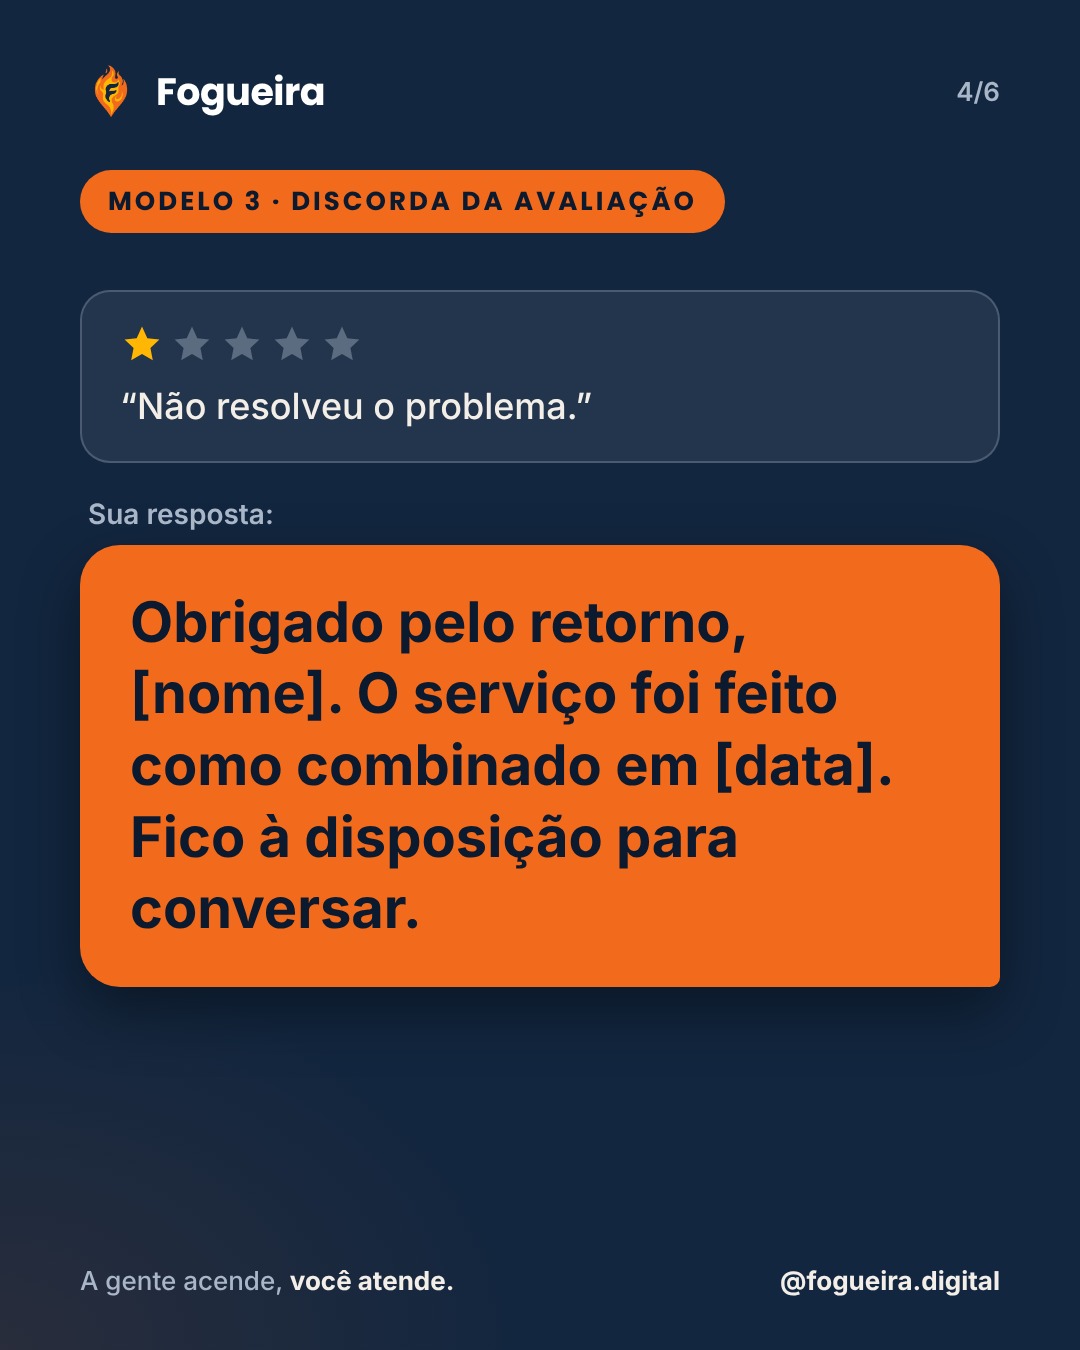 Fogueira
4/6
MODELO 3 · DISCORDA DA AVALIAÇÃO
“Não resolveu o problema.”
Sua resposta:
Obrigado pelo retorno,
[nome]. O serviço foi feito
como combinado em [data].
Fico à disposição para
conversar.
A gente acende, você atende.
@fogueira.digital